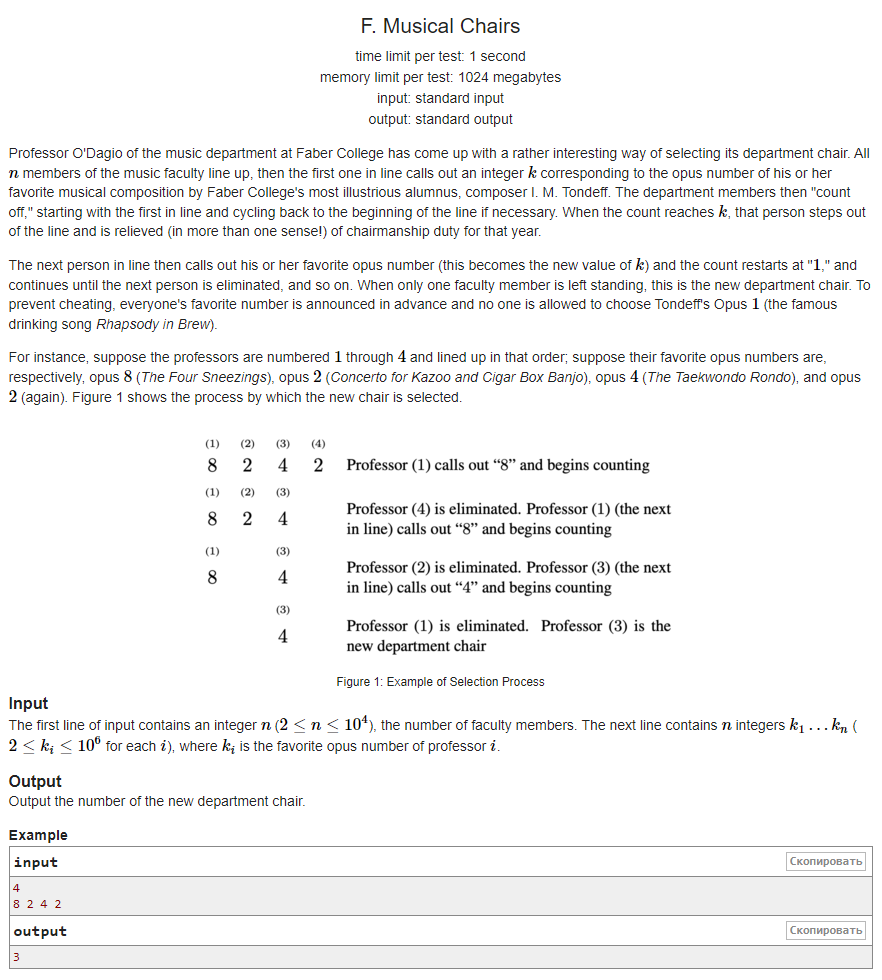 F. Musical Chairs
time limit per test: 1 second
memory limit per test: 1024 megabytes
input: standard input
output: standard output
Professor O'Dagio of the music department at Faber College has come up with a rather interesting way of selecting its department chair. All
n members of the music faculty line up, then the first one in line calls out an integer k corresponding to the opus number of his or her
favorite musical composition by Faber College's most illustrious alumnus, composer I. M. Tondeff. The department members then "count
off," starting with the first in line and cycling back to the beginning of the line if necessary. When the count reaches k, that person steps out
of the line and is relieved (in more than one sense!) of chairmanship duty for that year.
The next person in line then calls out his or her favorite opus number (this becomes the new value of k) and the count restarts at "1," and
continues until the next person is eliminated, and so on. When only one faculty member is left standing, this is the new department chair. To
prevent cheating, everyone's favorite number is announced in advance and no one is allowed to choose Tondeff's Opus 1 (the famous
drinking song Rhapsody in Brew).
For instance, suppose the professors are numbered 1 through 4 and lined up in that order; suppose their favorite opus numbers are,
respectively, opus 8 (The Four Sneezings), opus 2 (Concerto for Kazoo and Cigar Box Banjo), opus 4 (The Taekwondo Rondo), and opus
2 (again). Figure 1 shows the process by which the new chair is selected.
(1) (2) (3) (4)
8 2 4 2 Professor (1) calls out “8” and begins counting
(1) (2) (3)
8 2 4 Professor (4) is eliminated. Professor (1) (the next
in line) calls out “8” and begins counting
(1) (3)
8 4 Professor (2) is eliminated. Professor (3) (the next
in line) calls out “4” and begins counting
(3)
4 Professor (1) is eliminated. Professor (3) is the
new department chair
Figure 1: Example of Selection Process
Input
The first line of input contains an integer n (2 ≤ n ≤ 10⁴), the number of faculty members. The next line contains n integers k₁ … kₙ (
2 ≤ kᵢ ≤ 10⁶ for each i), where kᵢ is the favorite opus number of professor i.
Output
Output the number of the new department chair.
Example
input Скопировать
4
8 2 4 2
output Скопировать
3